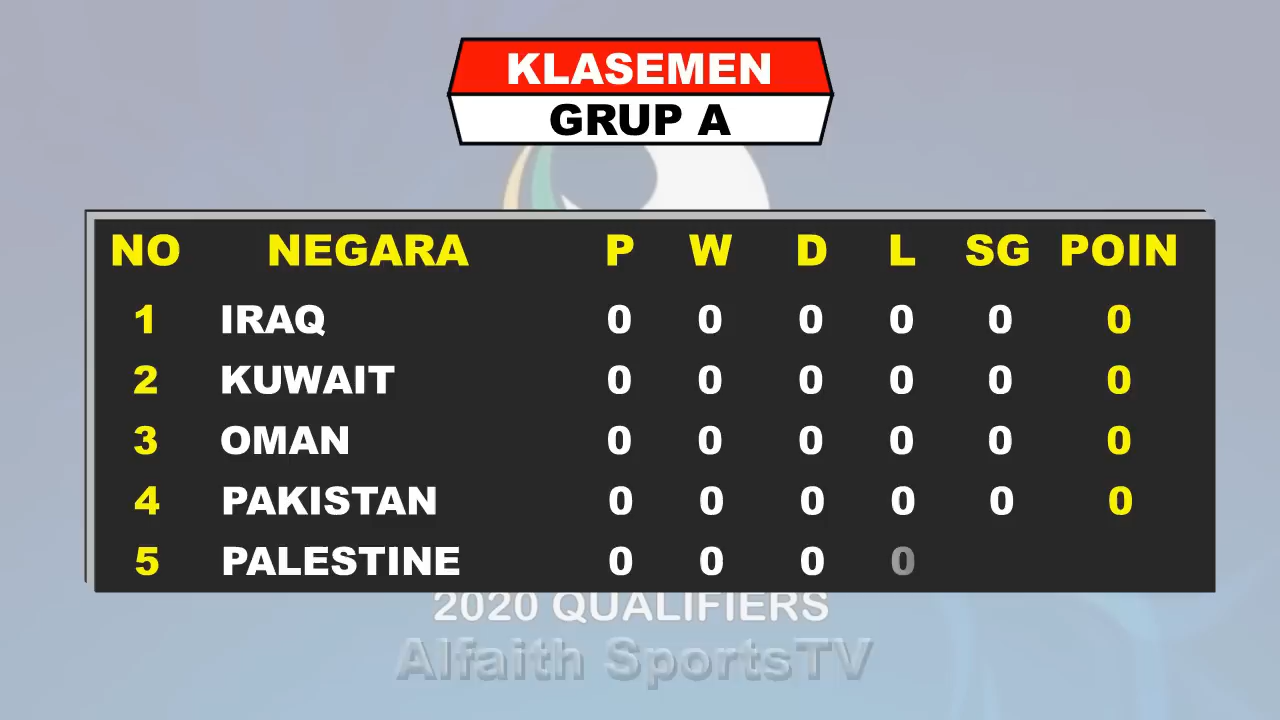 KLASEMEN
GRUP A
NO NEGARA P W D L SG POIN
1 IRAQ 0 0 0 0 0 0
2 KUWAIT 0 0 0 0 0 0
3 OMAN 0 0 0 0 0 0
4 PAKISTAN 0 0 0 0 0 0
5 PALESTINE 0 0 0 0
2020 QUALIFIERS
Alfaith SportsTV